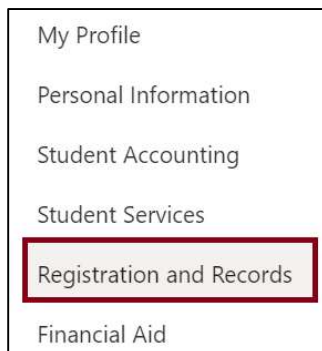 My Profile
Personal Information
Student Accounting
Student Services
Registration and Records
Financial Aid